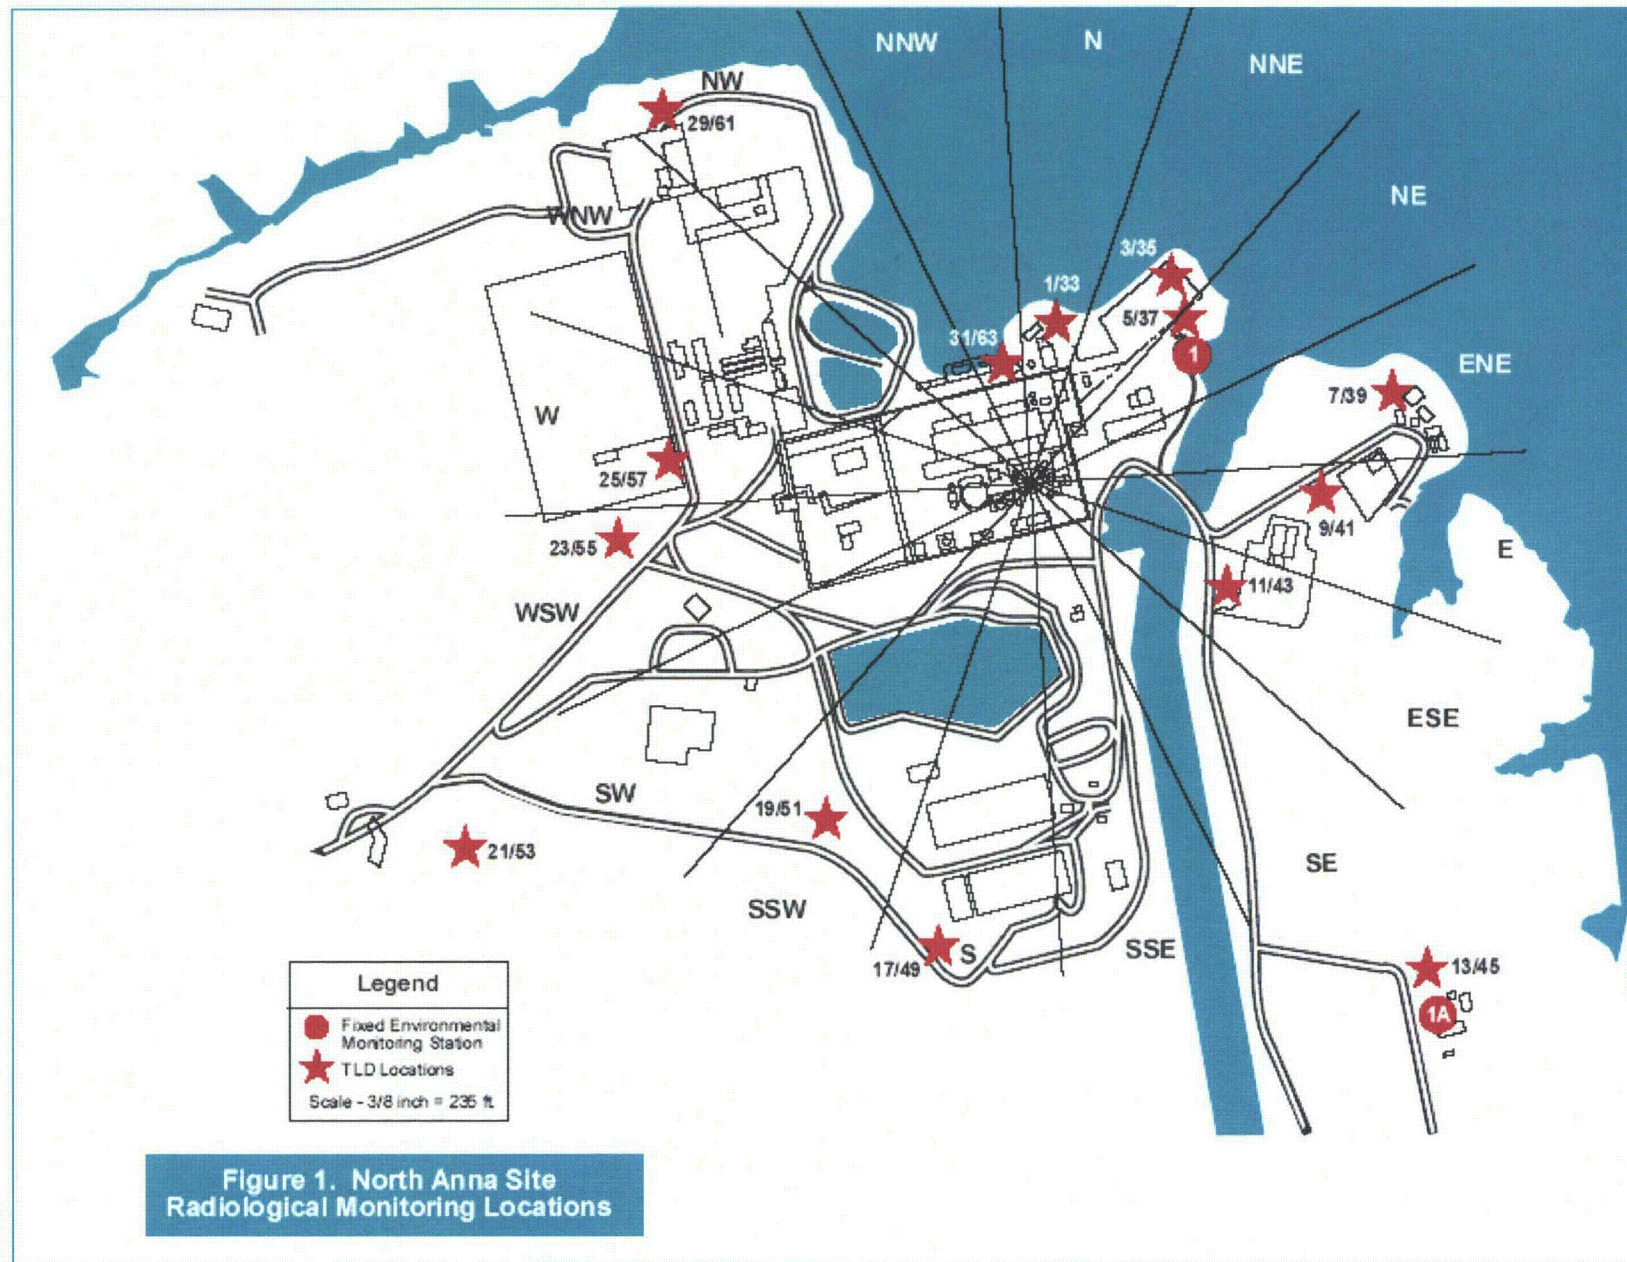 NNW
N
NNE
NW
29/61
NE
WNW
3/35
1/33
5/37
31/63
1
ENE
7/39
W
25/57
9/41
23/55
E
11/43
WSW
ESE
SW
19/51
21/53
SE
SSW
S
SSE
17/49
13/45
1A
Legend
Fixed Environmental
Monitoring Station
TLD Locations
Scale - 3/8 inch = 235 ft.
Figure 1. North Anna Site
Radiological Monitoring Locations